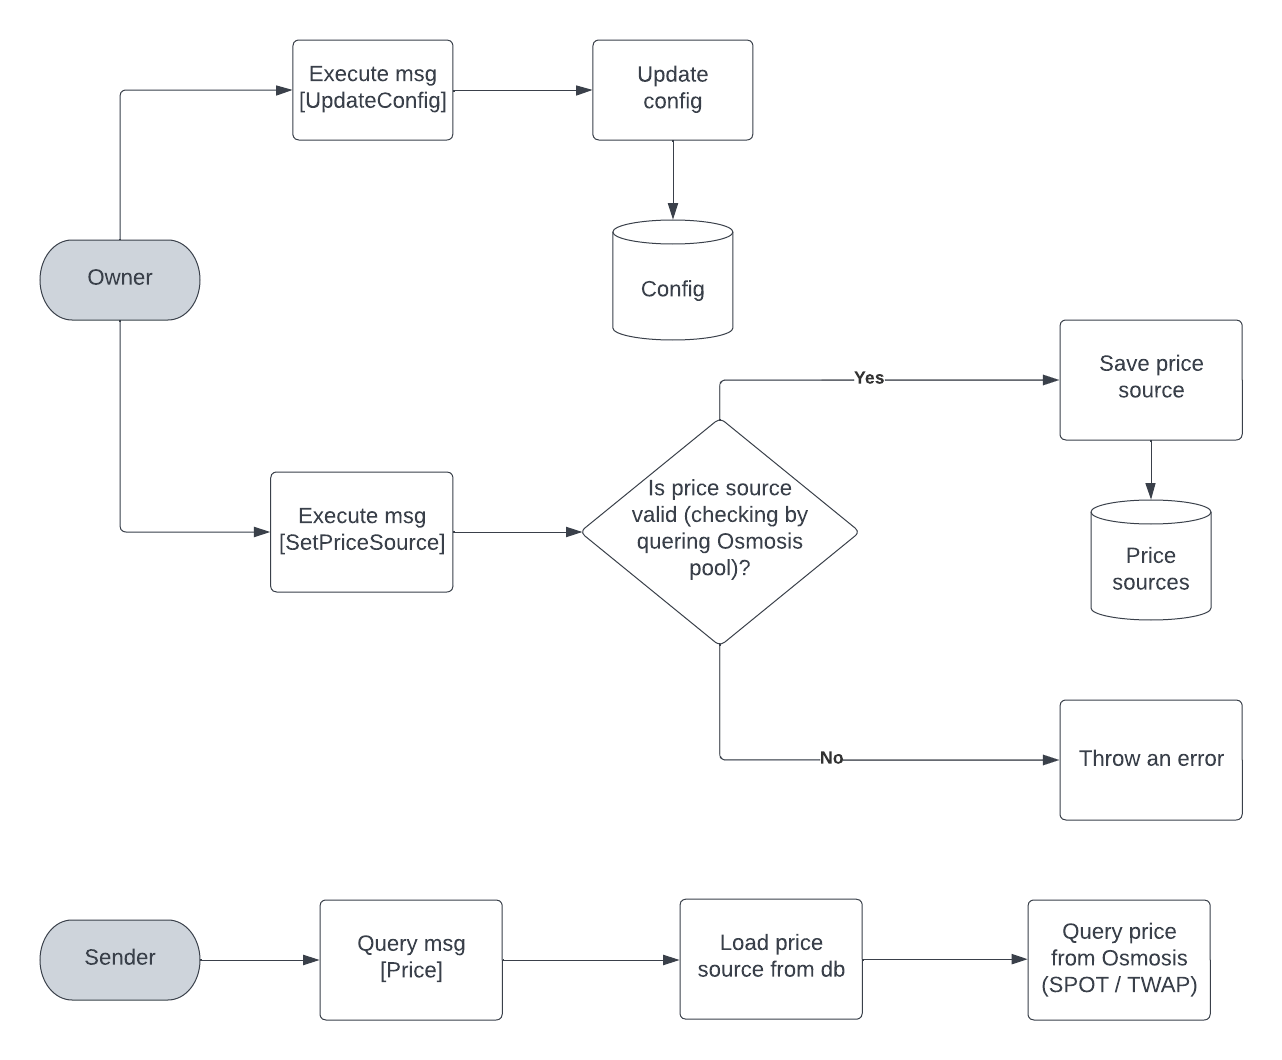 Execute msg
[UpdateConfig]
Update
config
Owner
Config
Yes
Save price
source
Execute msg
[SetPriceSource]
Is price source
valid (checking by
quering Osmosis
pool)?
Price
sources
No
Throw an error
Sender
Query msg
[Price]
Load price
source from db
Query price
from Osmosis
(SPOT / TWAP)